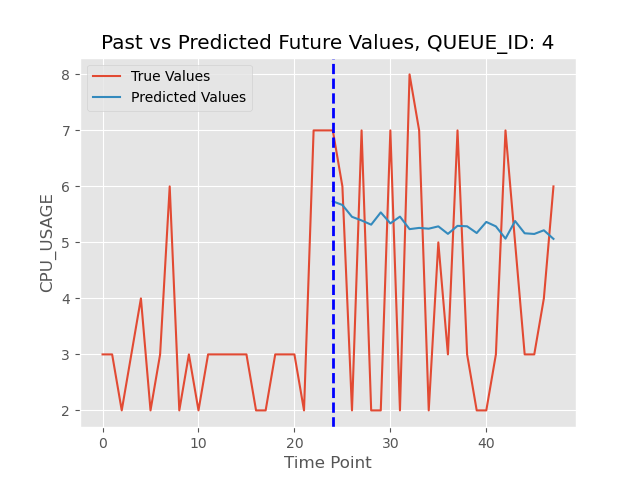 Past vs Predicted Future Values, QUEUE_ID: 4
True Values
Predicted Values
CPU_USAGE
8
7
6
5
4
3
2
0
10
20
30
40
Time Point